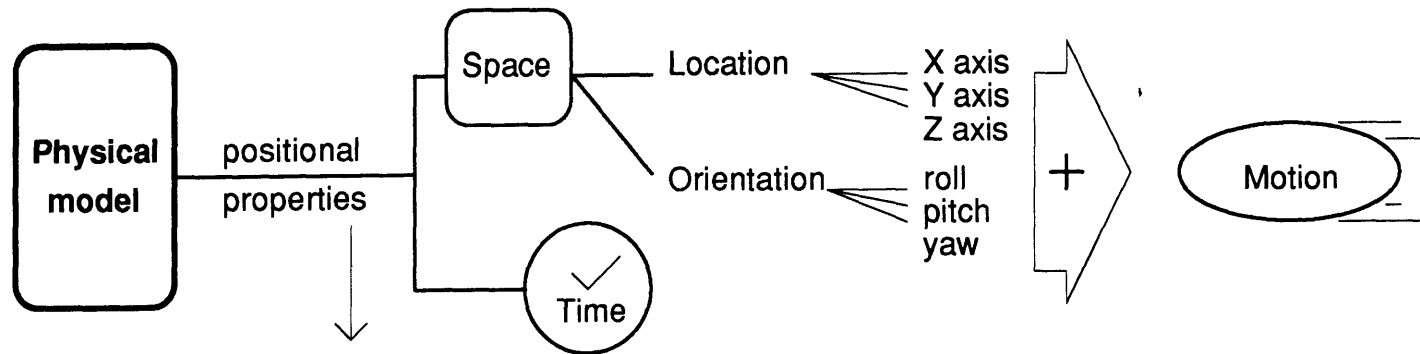 Physical
model
positional
properties
Space
Time
Location
Orientation
X axis
Y axis
Z axis
roll
pitch
yaw
+
Motion